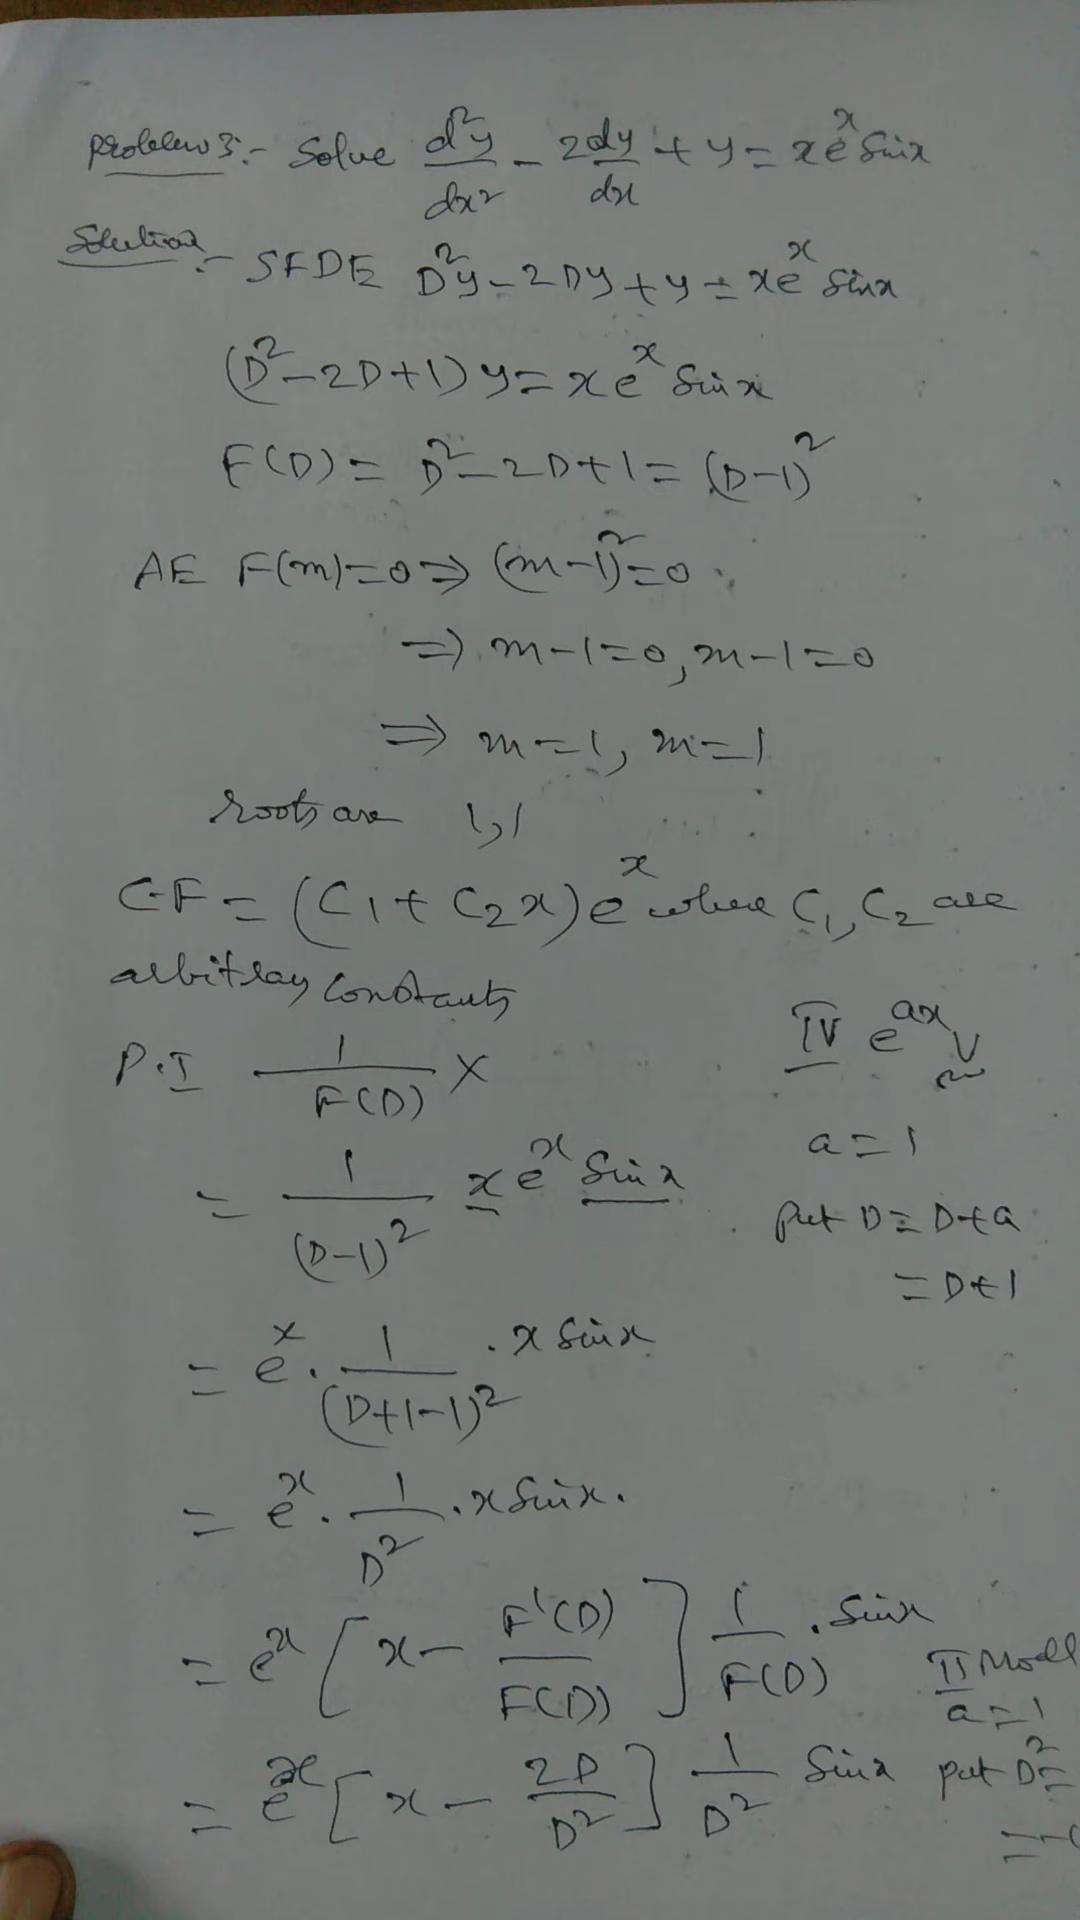 Problem 3:- Solve d²y/dx² - 2dy/dx + y = xe^x Sinx
Solution:- SFDE D²y - 2Dy + y = xe^x Sinx
(D² - 2D + 1) y = xe^x Sinx
F(D) = D² - 2D + 1 = (D-1)²
AE F(m) = 0 ⇒ (m-1)² = 0
⇒ m-1 = 0, m-1 = 0
⇒ m = 1, m = 1
roots are 1, 1
C.F = (C₁ + C₂x)e^x where C₁, C₂ are
arbitray constants
P.I 1/F(D) X
IV e^ax V
a = 1
= 1/(D-1)² xe^x Sinx
put D = D+a
= D+1
= e^x . 1/(D+1-1)² . x Sinx
= e^x . 1/D² . x Sinx.
= e^x [x - F'(D)/F(D)] 1/F(D) . Sinx
II Model
a = 1
= e^x [x - 2D/D²] 1/D² Sinx
put D² =
= -1